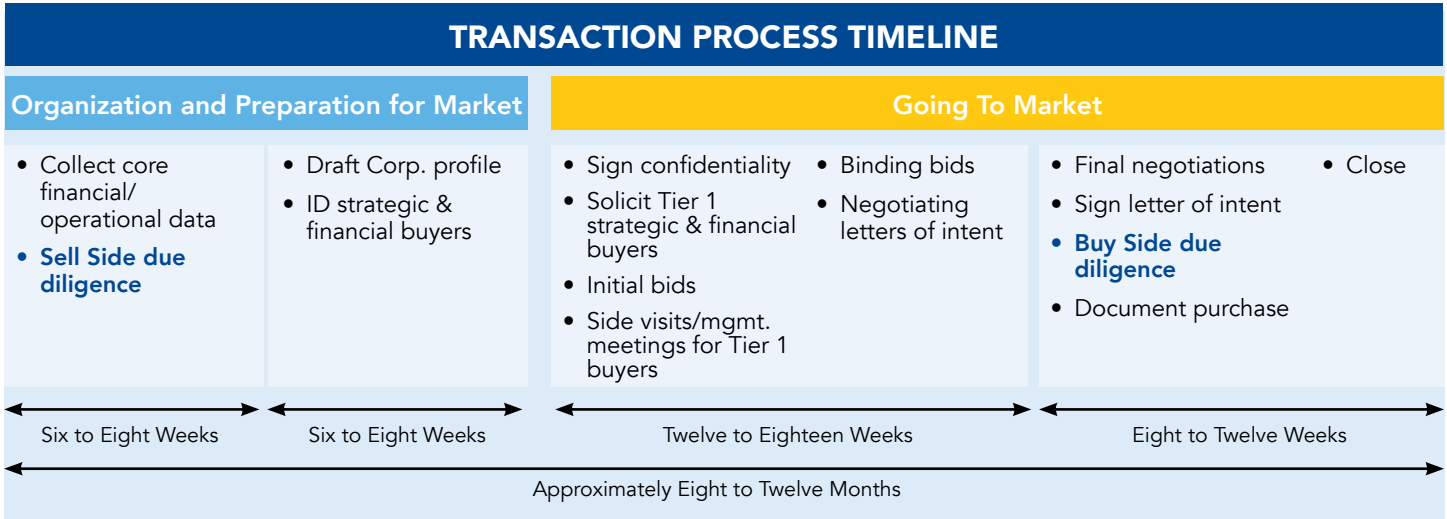 TRANSACTION PROCESS TIMELINE
Organization and Preparation for Market
Going To Market
• Collect core
financial/
operational data
• Sell Side due
diligence
• Draft Corp. profile
• ID strategic &
financial buyers
• Sign confidentiality
• Solicit Tier 1
strategic & financial
buyers
• Initial bids
• Side visits/mgmt.
meetings for Tier 1
buyers
• Binding bids
• Negotiating
letters of intent
• Final negotiations
• Sign letter of intent
• Buy Side due
diligence
• Document purchase
• Close
Six to Eight Weeks
Six to Eight Weeks
Twelve to Eighteen Weeks
Eight to Twelve Weeks
Approximately Eight to Twelve Months